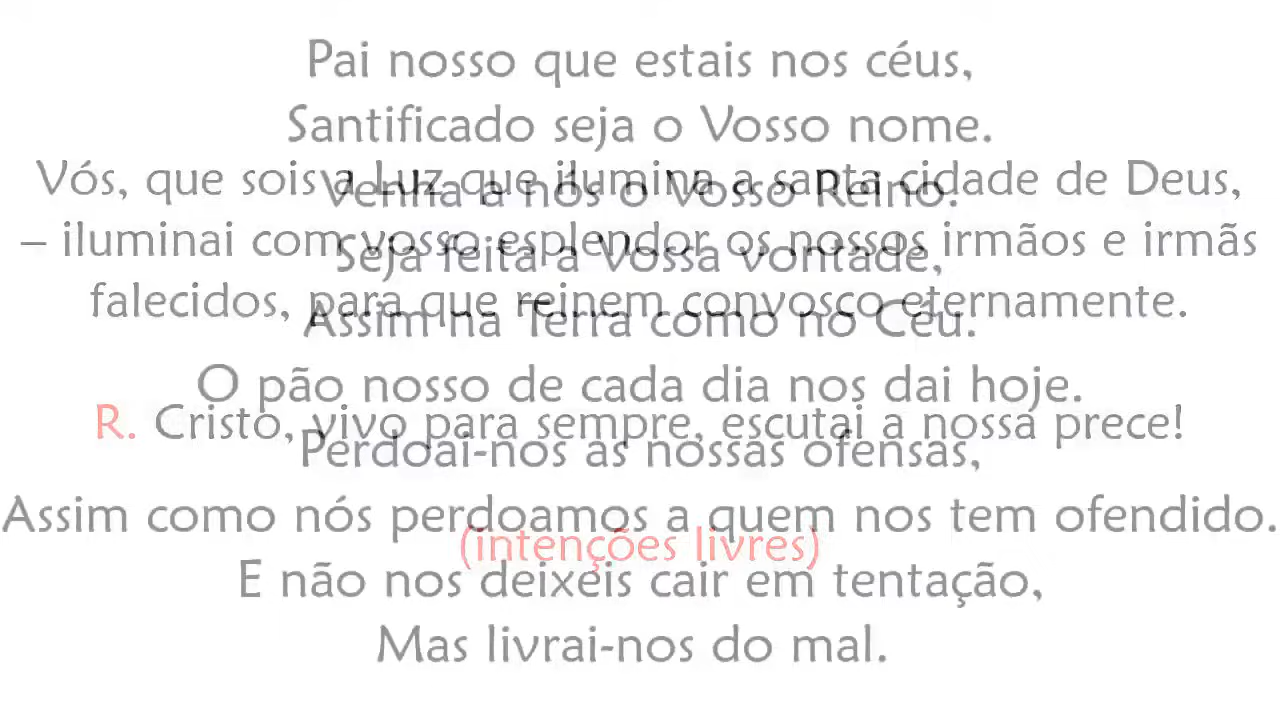 Pai nosso que estais nos céus,
Santificado seja o Vosso nome.
Vós, que sois a Luz que ilumina a santa cidade de Deus,
Venha a nós o Vosso Reino.
– iluminai com vosso esplendor os nossos irmãos e irmãs
Seja feita a Vossa vontade,
falecidos, para que reinem convosco eternamente.
Assim na Terra como no Céu.
O pão nosso de cada dia nos dai hoje.
R. Cristo, vivo para sempre, escutai a nossa prece!
Perdoai-nos as nossas ofensas,
Assim como nós perdoamos a quem nos tem ofendido.
(intenções livres)
E não nos deixeis cair em tentação,
Mas livrai-nos do mal.